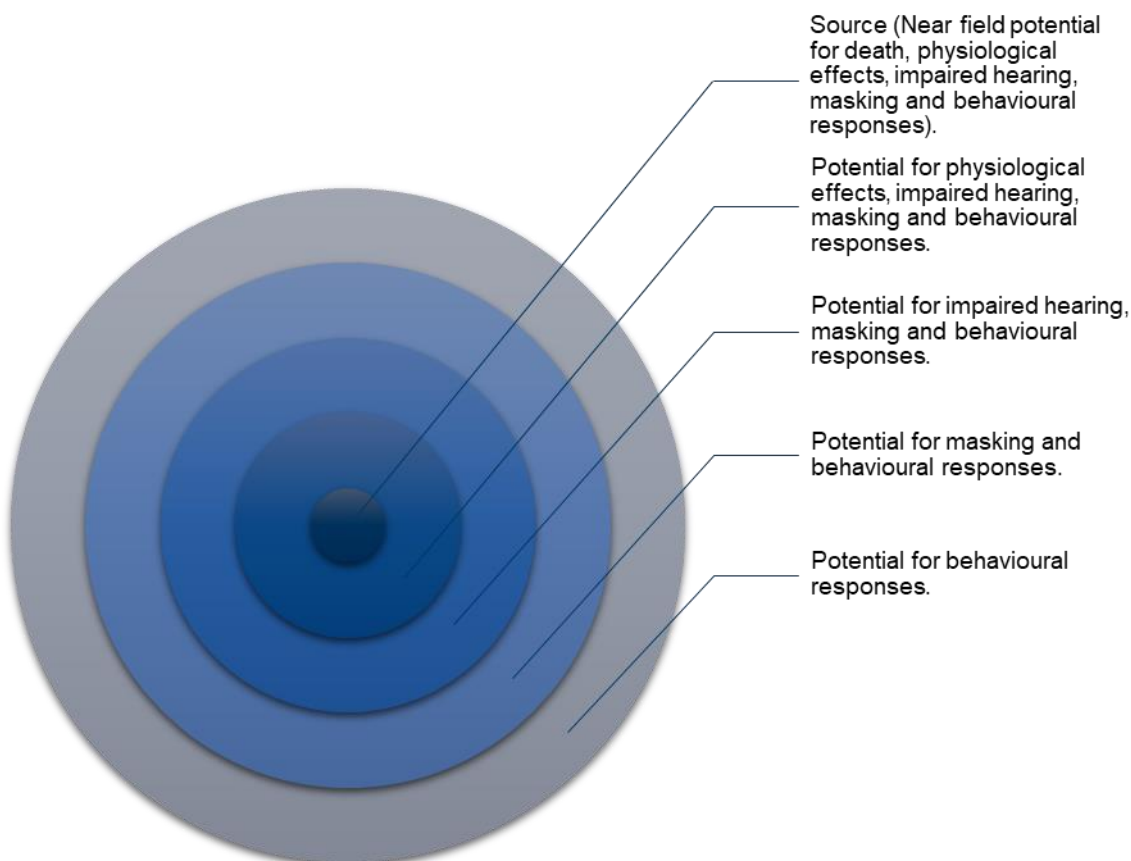 Source (Near field potential
for death, physiological
effects, impaired hearing,
masking and behavioural
responses).
Potential for physiological
effects, impaired hearing,
masking and behavioural
responses.
Potential for impaired hearing,
masking and behavioural
responses.
Potential for masking and
behavioural responses.
Potential for behavioural
responses.